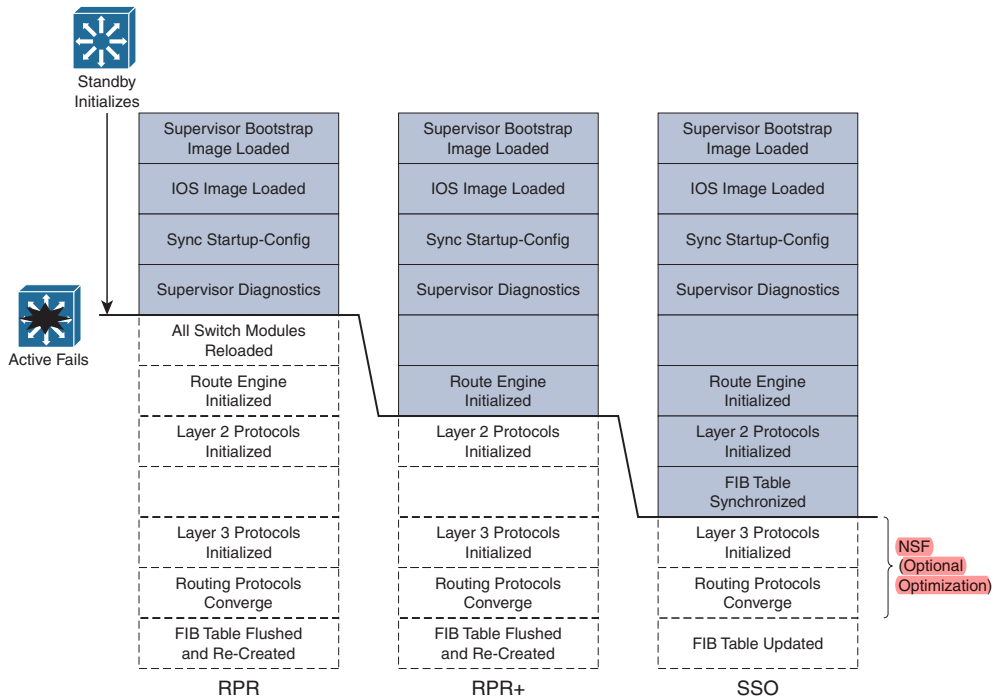 Standby
Initializes
Supervisor Bootstrap
Image Loaded
IOS Image Loaded
Sync Startup-Config
Supervisor Diagnostics
Active Fails
All Switch Modules
Reloaded
Route Engine
Initialized
Layer 2 Protocols
Initialized
Layer 3 Protocols
Initialized
Routing Protocols
Converge
FIB Table Flushed
and Re-Created
RPR
Supervisor Bootstrap
Image Loaded
IOS Image Loaded
Sync Startup-Config
Supervisor Diagnostics
Route Engine
Initialized
Layer 2 Protocols
Initialized
Layer 3 Protocols
Initialized
Routing Protocols
Converge
FIB Table Flushed
and Re-Created
RPR+
Supervisor Bootstrap
Image Loaded
IOS Image Loaded
Sync Startup-Config
Supervisor Diagnostics
Route Engine
Initialized
Layer 2 Protocols
Initialized
FIB Table
Synchronized
Layer 3 Protocols
Initialized
Routing Protocols
Converge
FIB Table Updated
SSO
NSF
(Optional
Optimization)